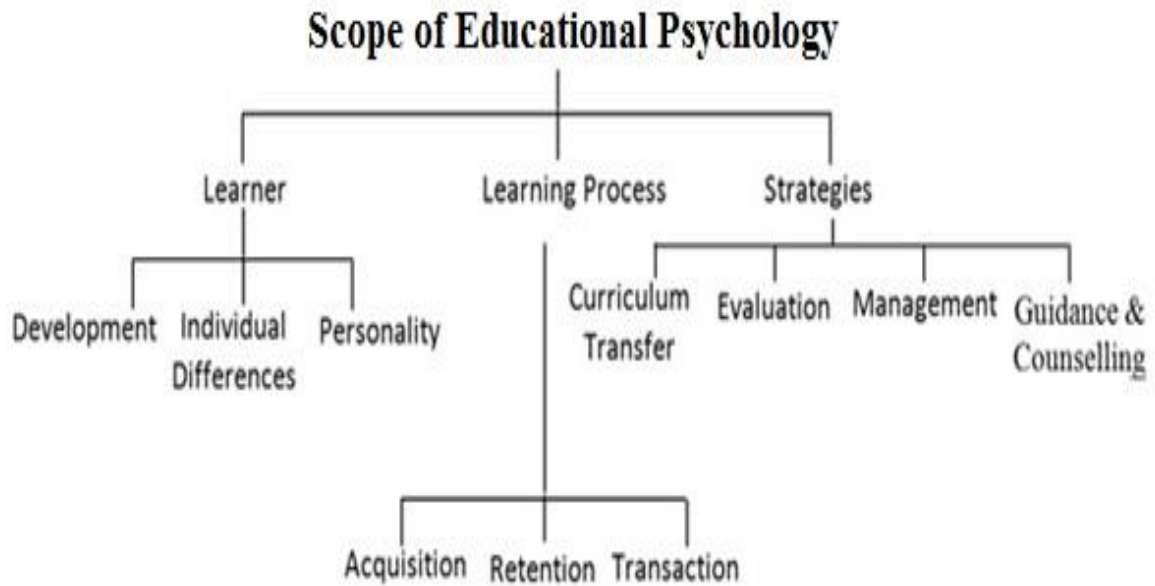 Scope of Educational Psychology
Learner
Learning Process
Strategies
Development
Individual
Differences
Personality
Curriculum
Transfer
Evaluation
Management
Guidance &
Counselling
Acquisition
Retention
Transaction